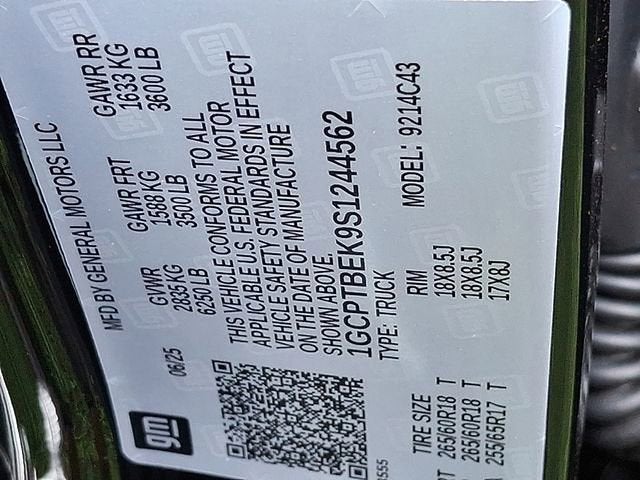 gm
MFD BY GENERAL MOTORS LLC
06/25
GVWR GAWR FRT GAWR RR
2835 KG 1588 KG 1633 KG
6250 LB 3500 LB 3600 LB
THIS VEHICLE CONFORMS TO ALL
APPLICABLE U.S. FEDERAL MOTOR
VEHICLE SAFETY STANDARDS IN EFFECT
ON THE DATE OF MANUFACTURE
SHOWN ABOVE.
1GCPTBEK9S1244562
TYPE: TRUCK MODEL: 9214C43
TIRE SIZE RIM
265/60R18 T 18X8.5J
265/60R18 T 18X8.5J
255/65R17 T 17X8J